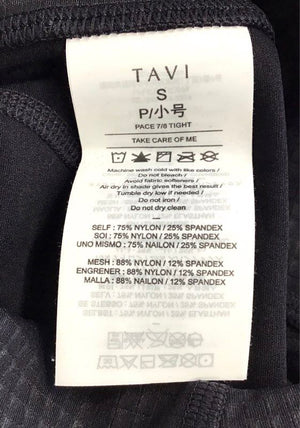 TAVI
S
P/小号
PACE 7/8 TIGHT
TAKE CARE OF ME
Machine wash cold with like colors
Do not bleach
Avoid fabric softeners
Air dry in shade gives the best result
Tumble dry low if needed
Do not iron
Do not dry clean
SELF: 75% NYLON / 25% SPANDEX
SOI: 75% NYLON / 25% SPANDEX
UNO MISMO: 75% NAILON / 25% SPANDEX
MESH: 88% NYLON / 12% SPANDEX
ENGRENER: 88% NYLON / 12% SPANDEX
MALLA: 88% NAILON / 12% SPANDEX